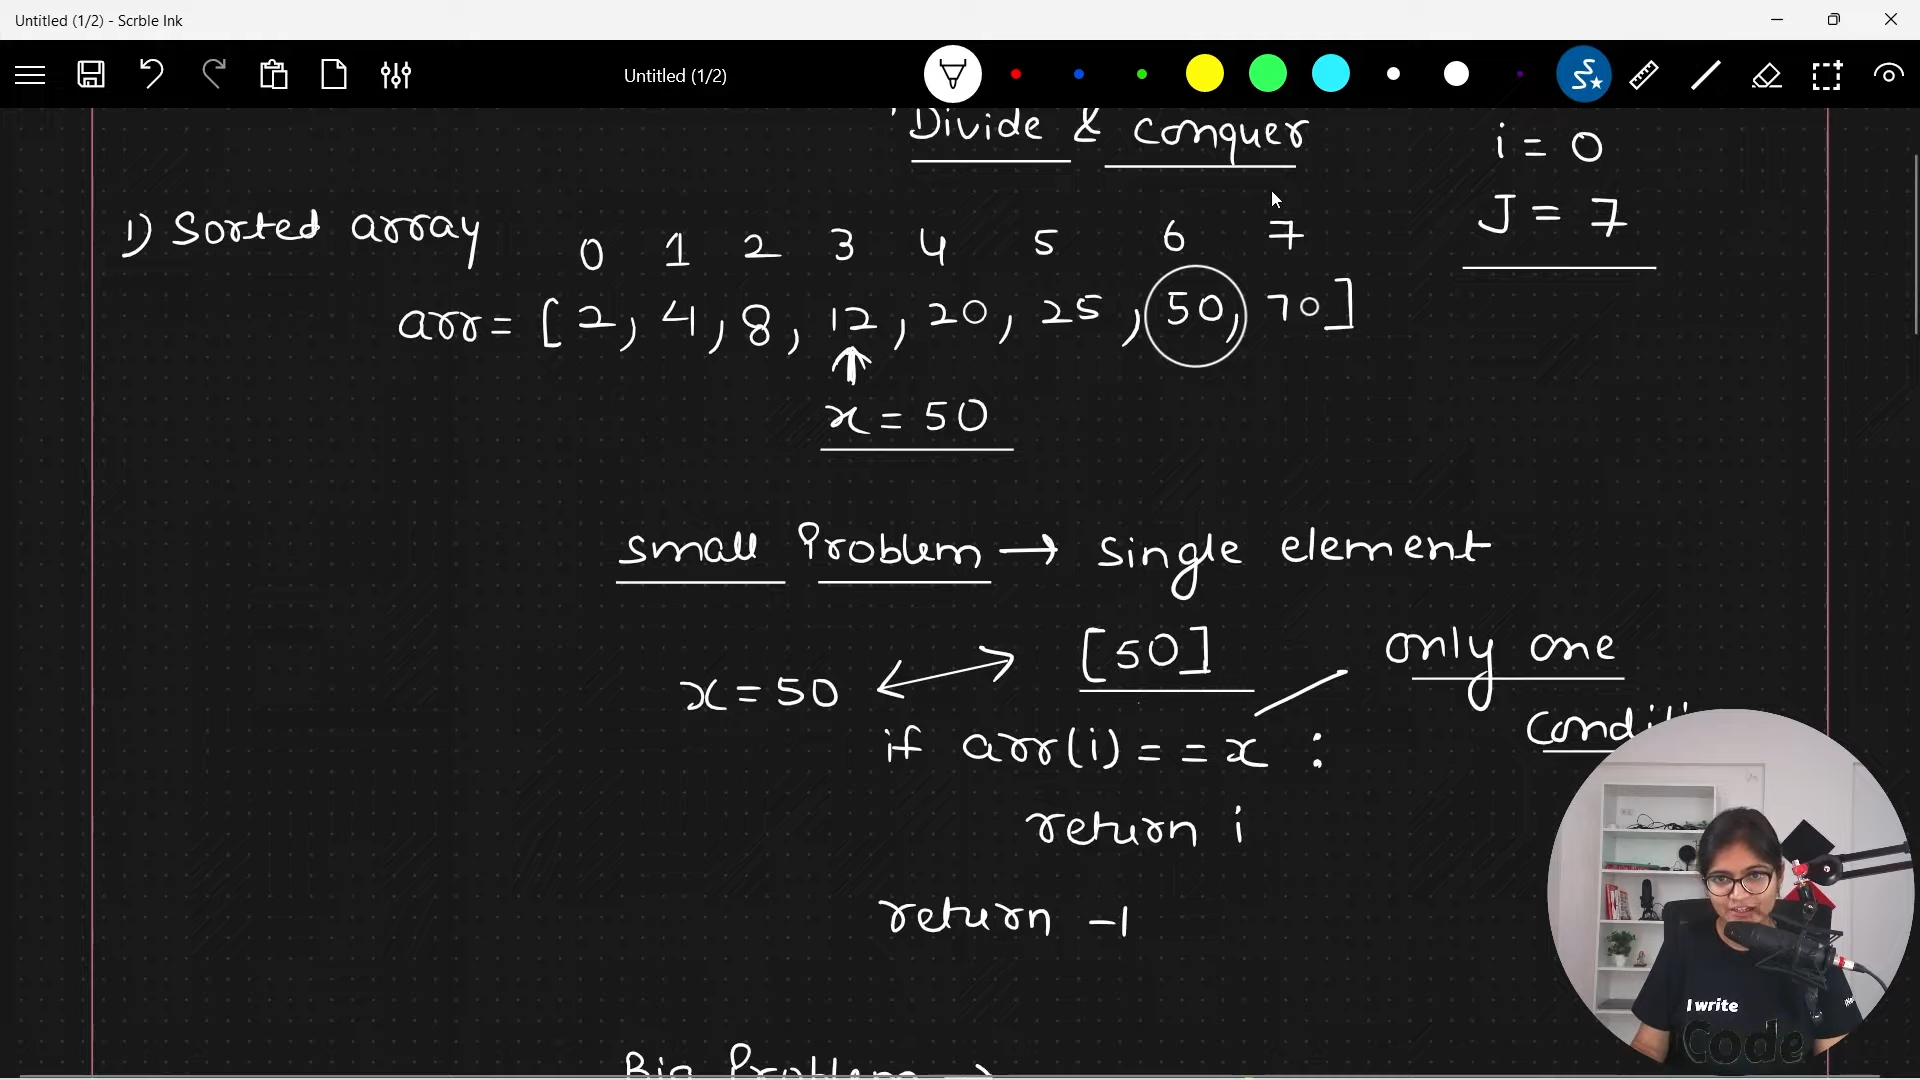 Untitled (1/2) - Scrble Ink
Untitled (1/2)
Divide & Conquer
i = 0
J = 7
1) Sorted array
0 1 2 3 4 5 6 7
arr = [2, 4, 8, 12, 20, 25, 50, 70]
x = 50
Small Problem → Single element
x = 50 [50] only one
if arr(i) = = x :
return i
return -1
Big Problem →
I write
Code